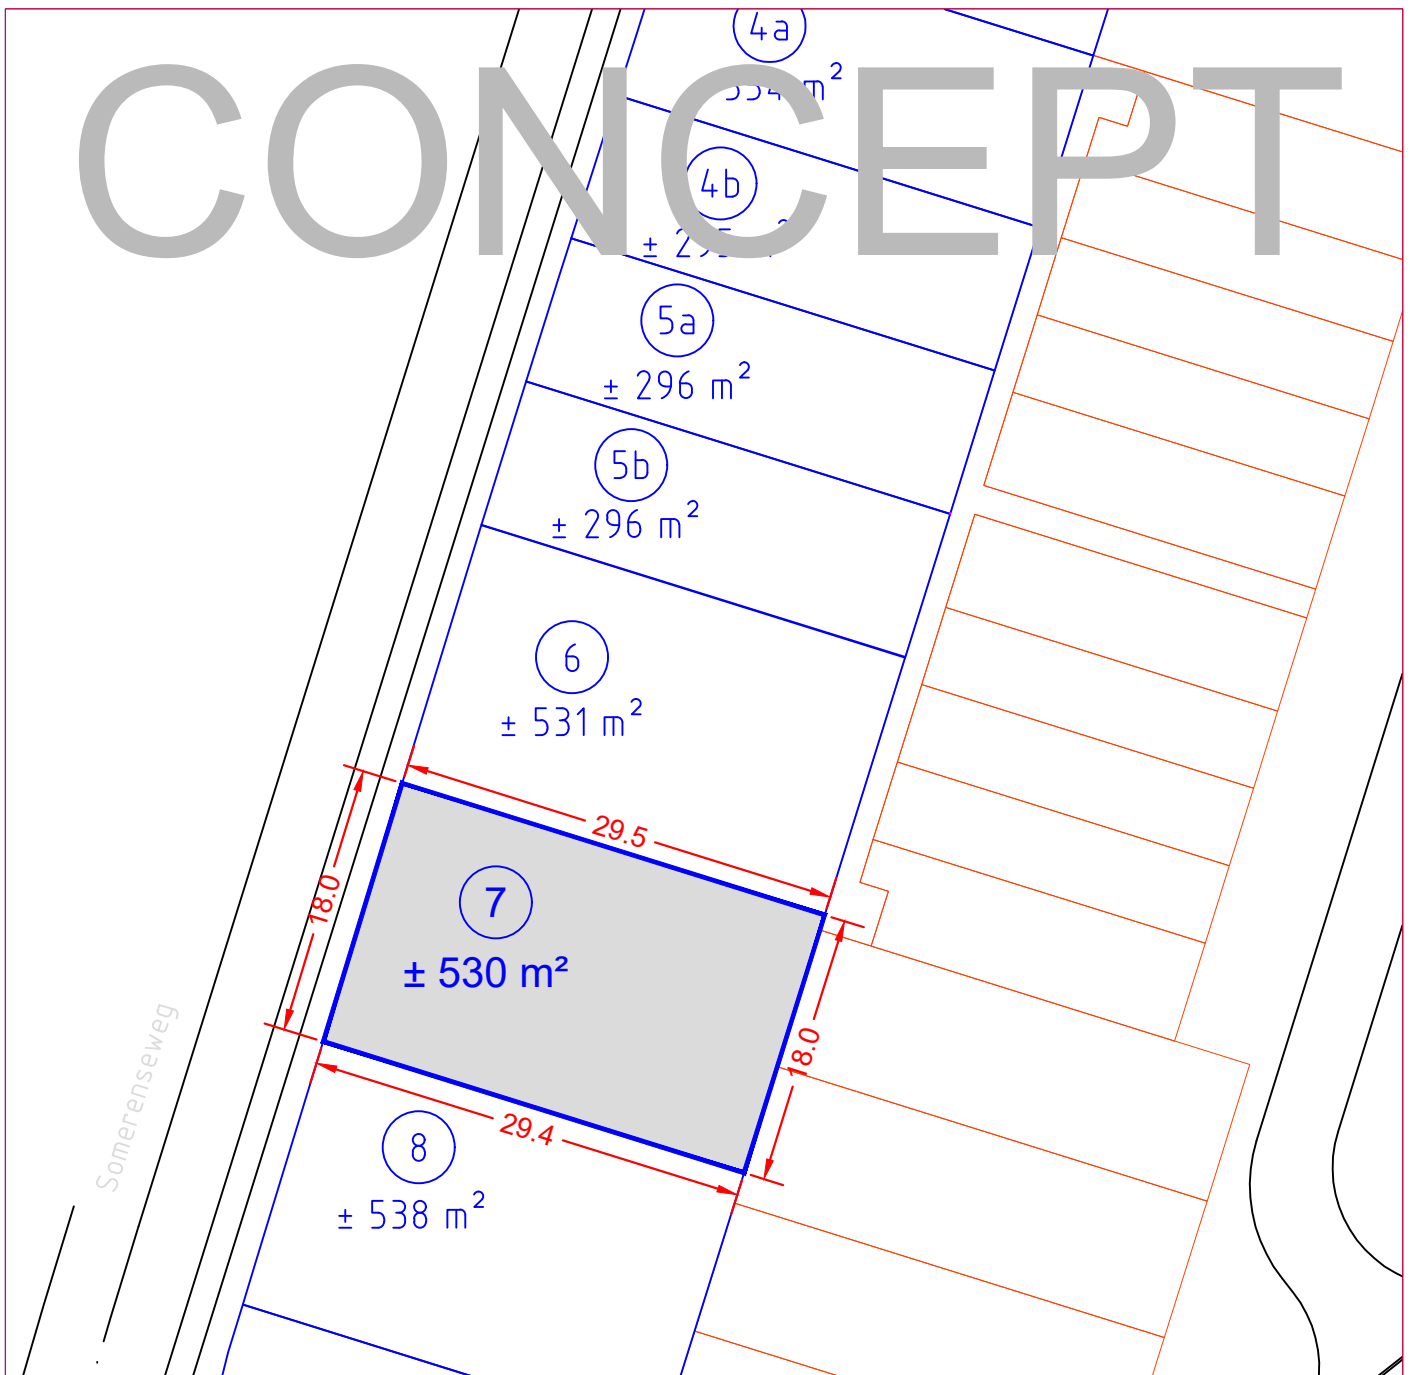 CONCEPT
4a
4b
5a
± 296 m²
5b
± 296 m²
6
± 531 m²
29.5
18.0
7
± 530 m²
18.0
29.4
8
± 538 m²
Somerenseweg